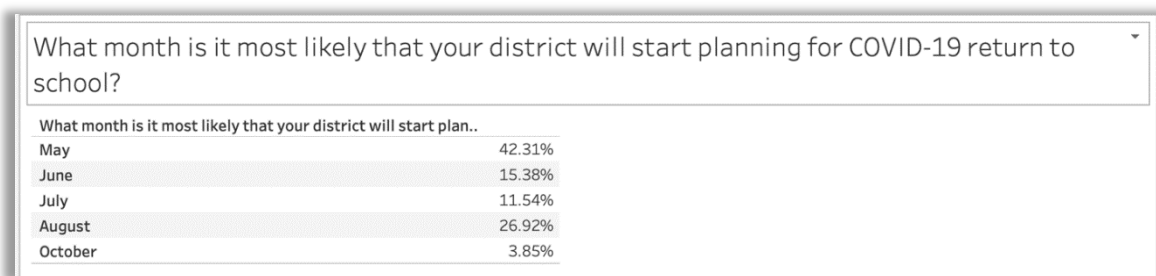 What month is it most likely that your district will start planning for COVID-19 return to
school?
What month is it most likely that your district will start plan..
May 42.31%
June 15.38%
July 11.54%
August 26.92%
October 3.85%